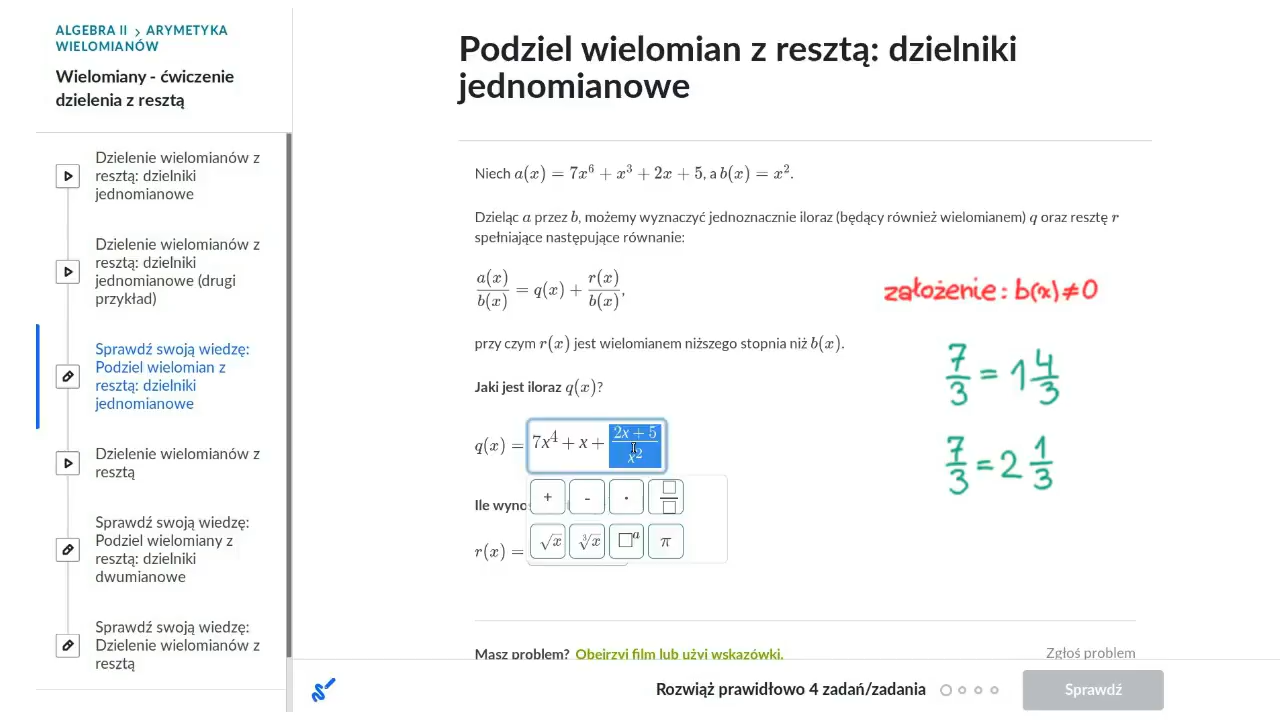 ALGEBRA II > ARYMETYKA
WIELOMIANÓW
Wielomiany - ćwiczenie
dzielenia z resztą
Dzielenie wielomianów z
resztą: dzielniki
jednomianowe
Dzielenie wielomianów z
resztą: dzielniki
jednomianowe (drugi
przykład)
Sprawdź swoją wiedzę:
Podziel wielomian z
resztą: dzielniki
jednomianowe
Dzielenie wielomianów z
resztą
Sprawdź swoją wiedzę:
Podziel wielomiany z
resztą: dzielniki
dwumianowe
Sprawdź swoją wiedzę:
Dzielenie wielomianów z
resztą
Podziel wielomian z resztą: dzielniki
jednomianowe
Niech a(x) = 7x⁶ + x³ + 2x + 5, a b(x) = x².
Dzieląc a przez b, możemy wyznaczyć jednoznacznie iloraz (będący również wielomianem) q oraz resztę r
spełniające następujące równanie:
a(x)/b(x) = q(x) + r(x)/b(x),
przy czym r(x) jest wielomianem niższego stopnia niż b(x).
Jaki jest iloraz q(x)?
q(x) = 7x⁴ + x + (2x + 5)/x²
+ - · □/□
Ile wyno
√x ∛x □ᵃ π
r(x) =
założenie: b(x)≠0
7/3 = 1 4/3
7/3 = 2 1/3
Masz problem? Obejrzyj film lub użyj wskazówki.
Zgłoś problem
Rozwiąż prawidłowo 4 zadań/zadania
Sprawdź